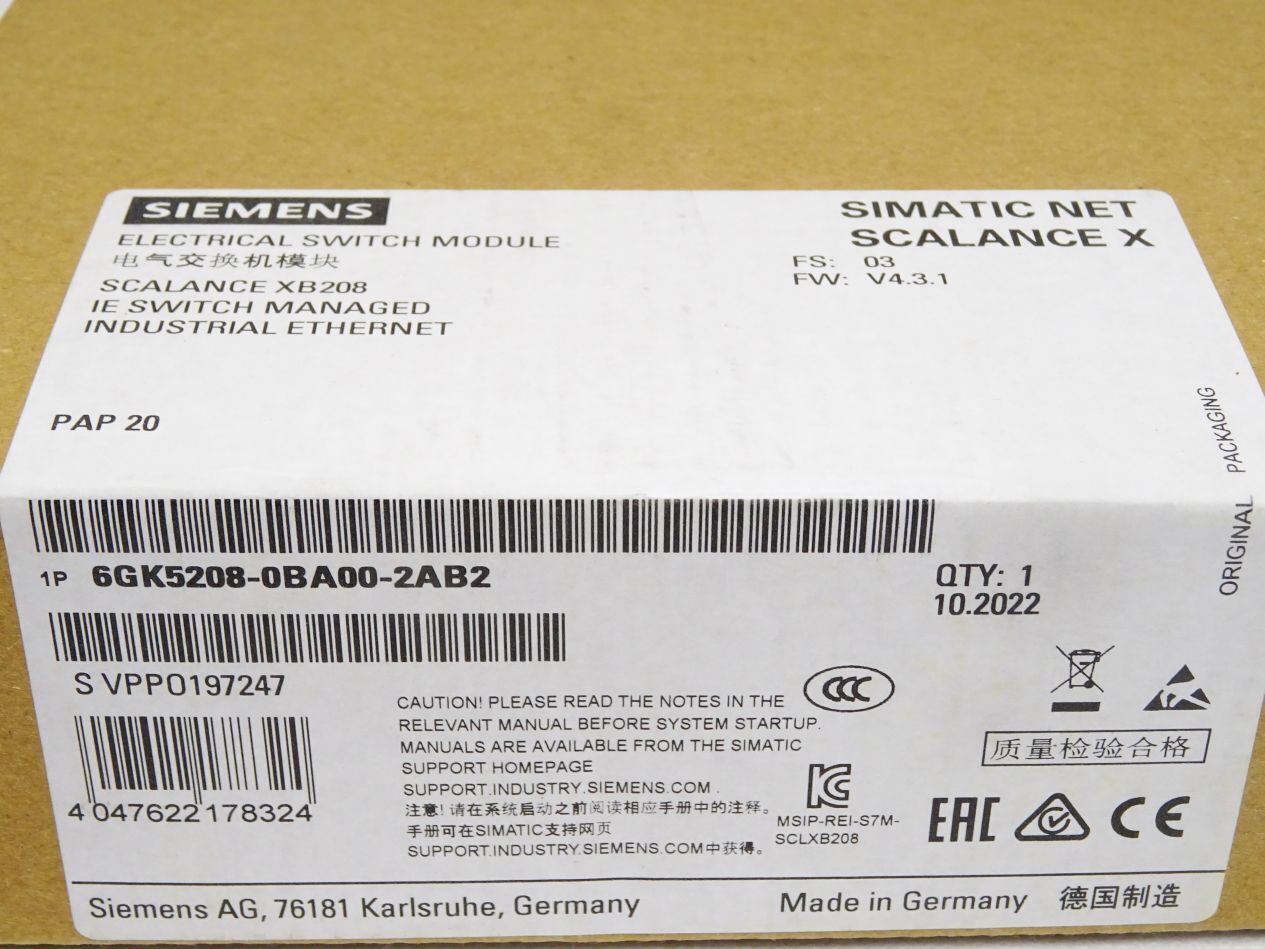 SIEMENS
SIMATIC NET
SCALANCE X
ELECTRICAL SWITCH MODULE
电气交换机模块
FS: 03
FW: V4.3.1
SCALANCE XB208
IE SWITCH MANAGED
INDUSTRIAL ETHERNET
PAP 20
ORIGINAL PACKAGING
1P 6GK5208-0BA00-2AB2
QTY: 1
10.2022
S VPPO197247
CCC
CAUTION! PLEASE READ THE NOTES IN THE
RELEVANT MANUAL BEFORE SYSTEM STARTUP.
MANUALS ARE AVAILABLE FROM THE SIMATIC
SUPPORT HOMEPAGE
SUPPORT.INDUSTRY.SIEMENS.COM .
注意! 请在系统启动之前阅读相应手册中的注释。
手册可在SIMATIC支持网页
SUPPORT.INDUSTRY.SIEMENS.COM中获得。
4 047622 178324
质量检验合格
MSIP-REI-S7M-
SCLXB208
EAC
CE
Siemens AG, 76181 Karlsruhe, Germany
Made in Germany 德国制造